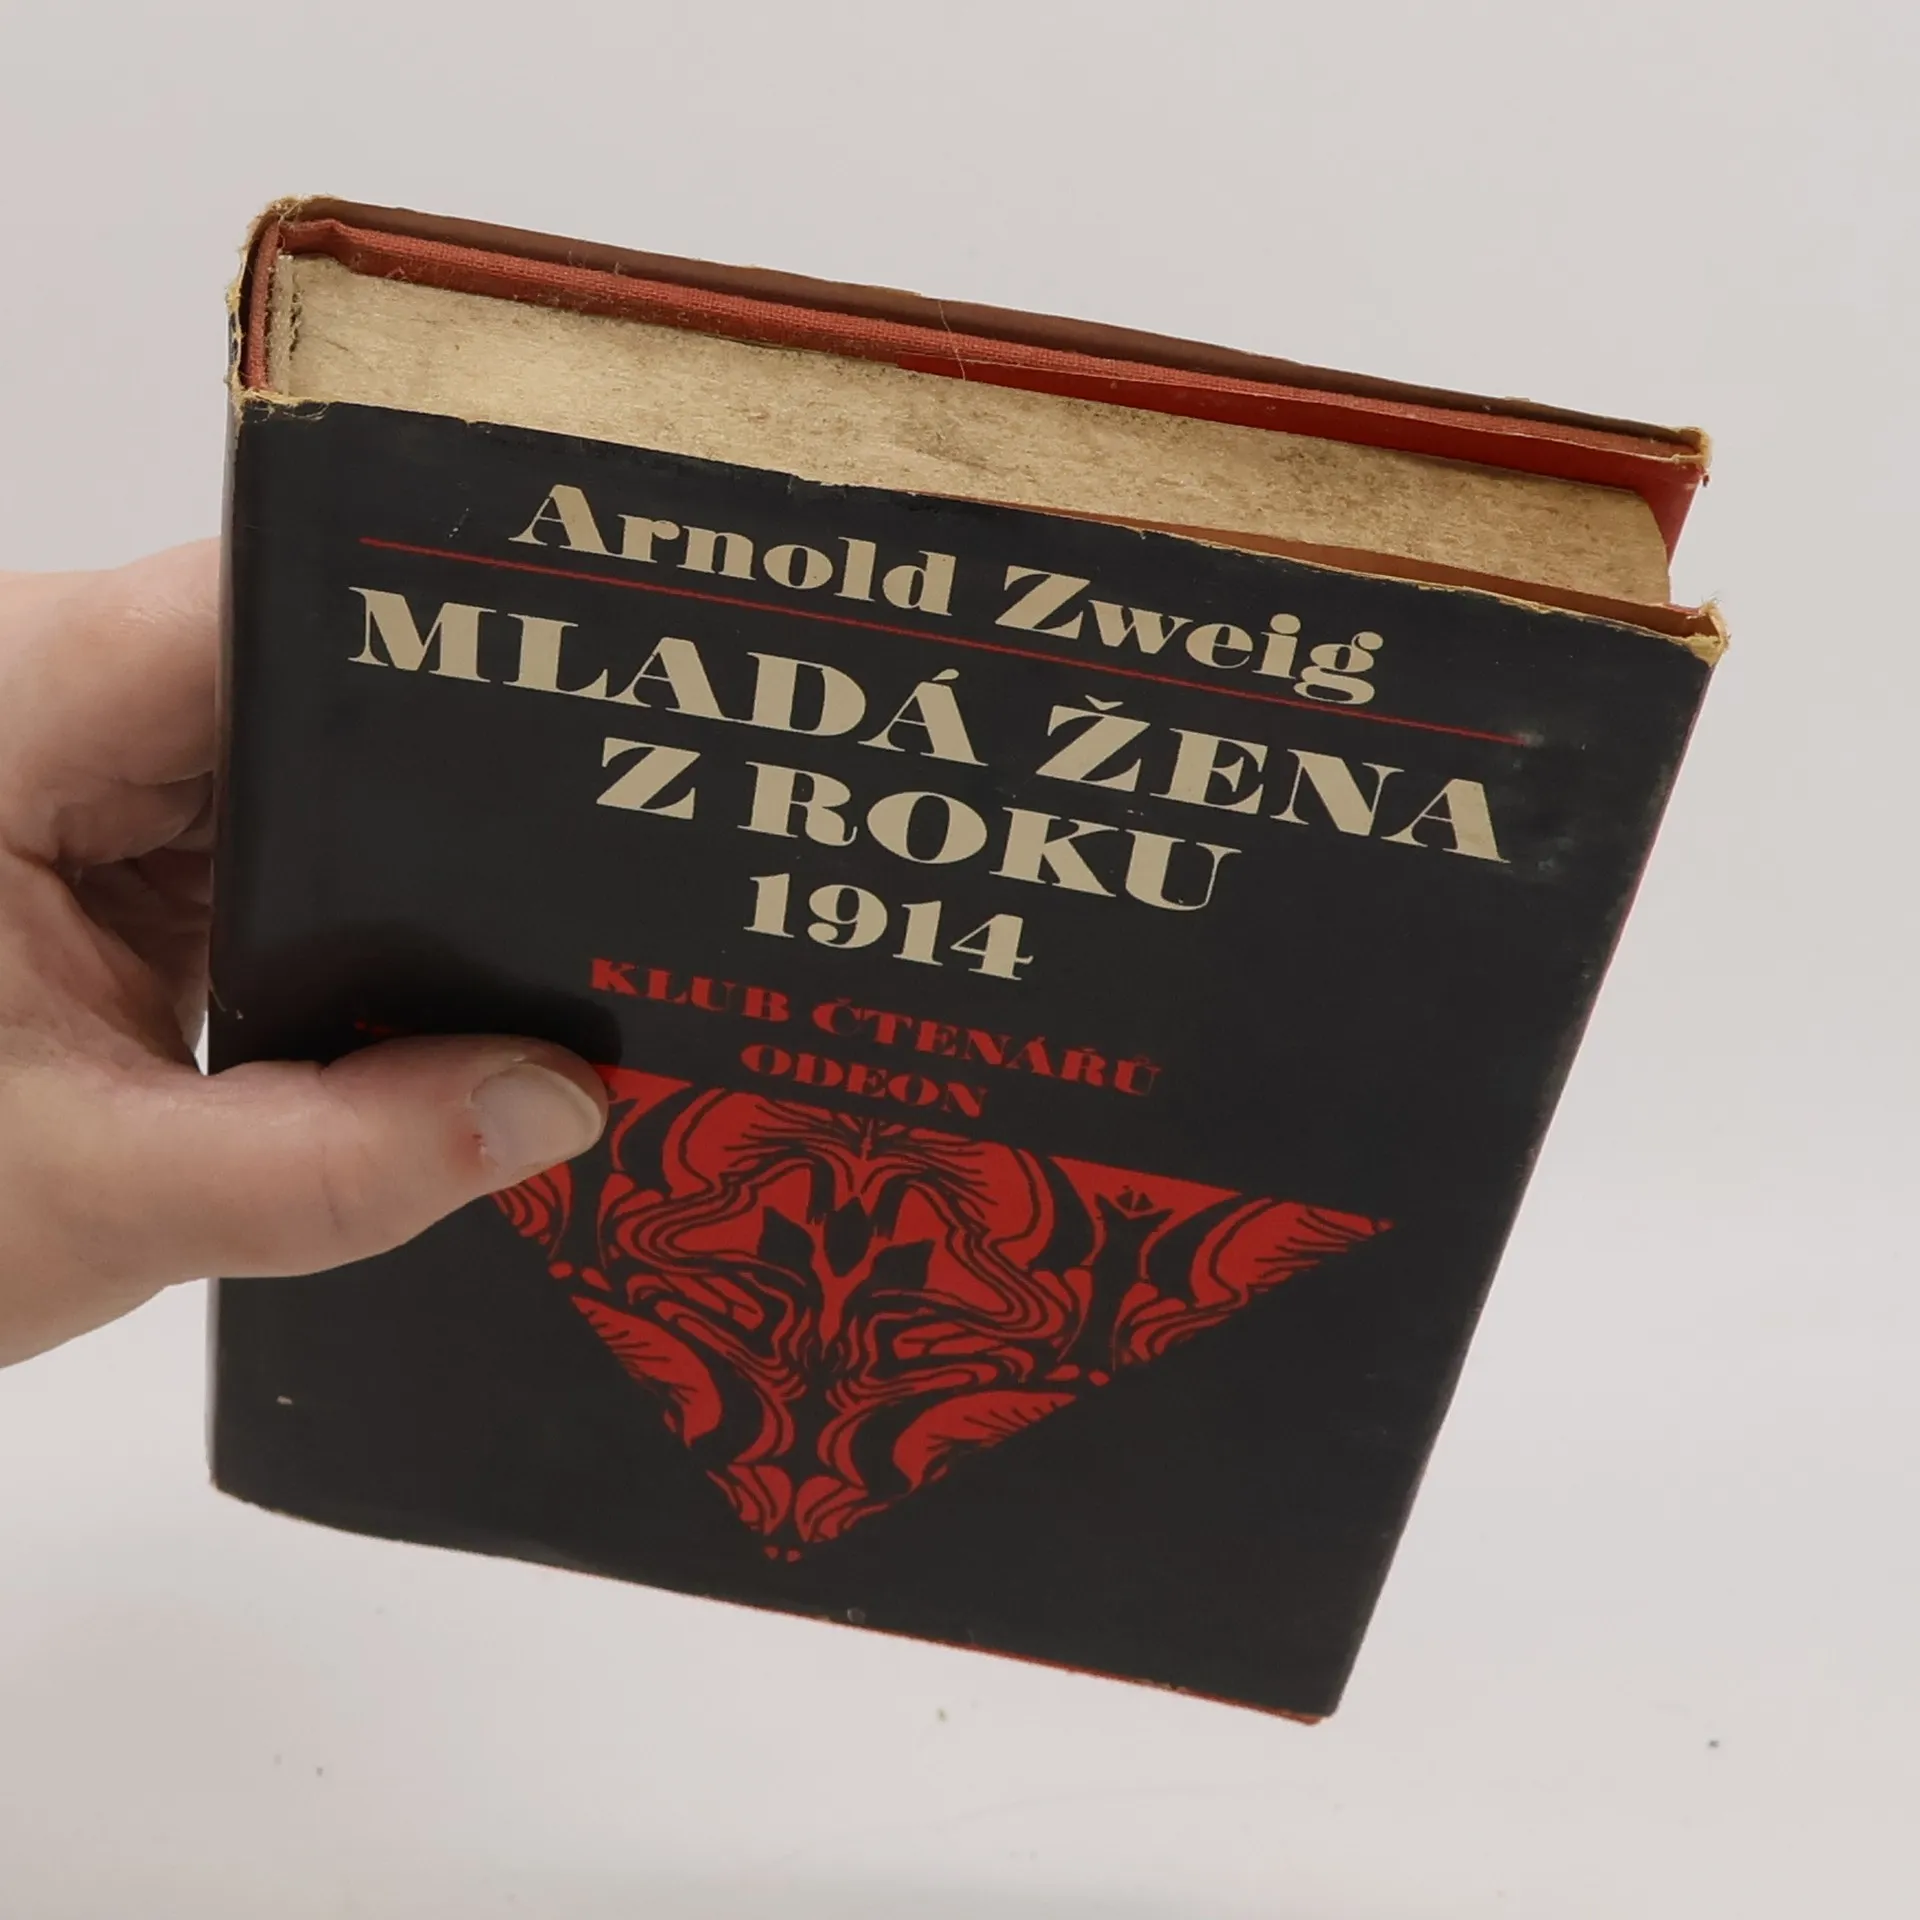 Arnold Zweig
MLADÁ ŽENA
Z ROKU
1914
KLUB ČTENÁŘŮ
ODEON